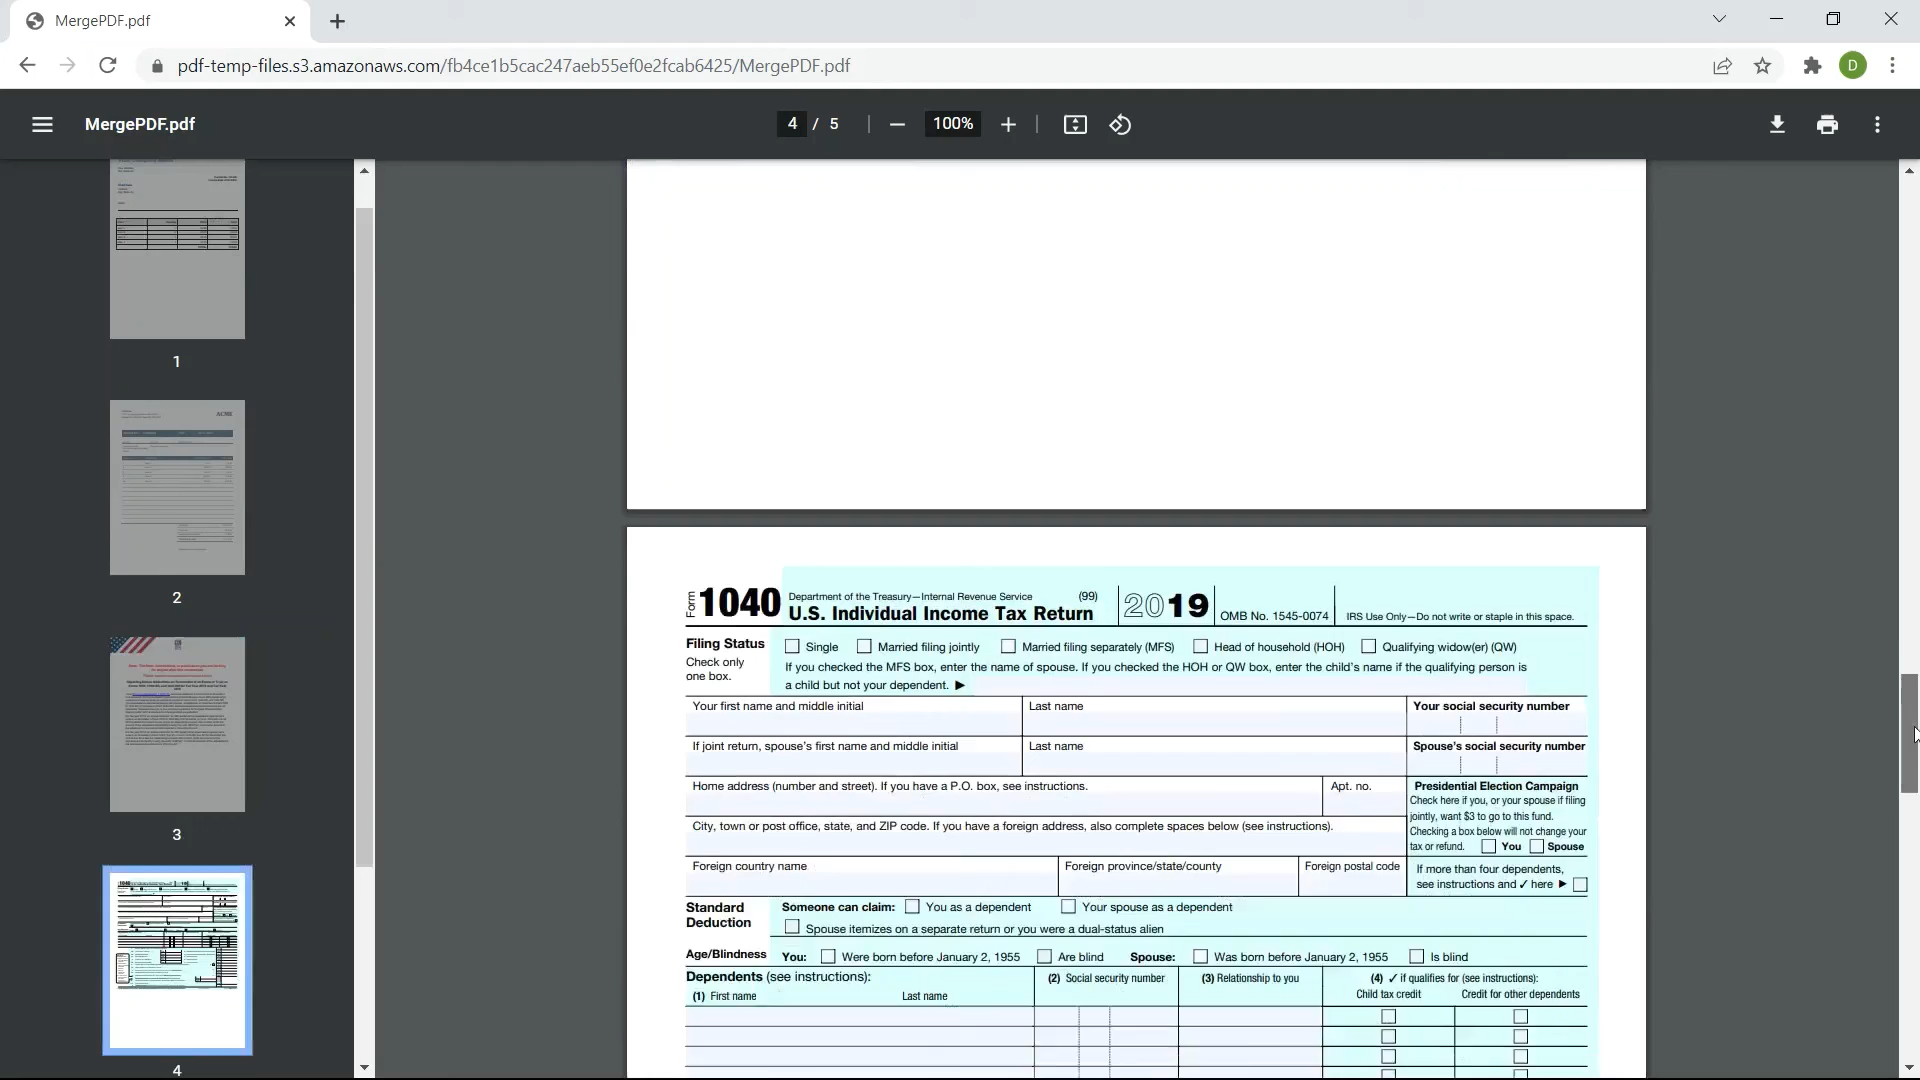 MergePDF.pdf
pdf-temp-files.s3.amazonaws.com/fb4ce1b5cac247aeb55ef0e2fcab6425/MergePDF.pdf
D
MergePDF.pdf
4 / 5
100%
1
ACME
2
3
1040
4
Form 1040 Department of the Treasury—Internal Revenue Service (99)
U.S. Individual Income Tax Return 2019 OMB No. 1545-0074 IRS Use Only—Do not write or staple in this space.
Filing Status Single Married filing jointly Married filing separately (MFS) Head of household (HOH) Qualifying widow(er) (QW)
Check only If you checked the MFS box, enter the name of spouse. If you checked the HOH or QW box, enter the child's name if the qualifying person is
one box. a child but not your dependent. ▶
Your first name and middle initial Last name Your social security number
If joint return, spouse's first name and middle initial Last name Spouse's social security number
Home address (number and street). If you have a P.O. box, see instructions. Apt. no. Presidential Election Campaign
Check here if you, or your spouse if filing
jointly, want $3 to go to this fund.
City, town or post office, state, and ZIP code. If you have a foreign address, also complete spaces below (see instructions). Checking a box below will not change your
tax or refund. You Spouse
Foreign country name Foreign province/state/county Foreign postal code If more than four dependents,
see instructions and ✓ here ▶
Standard Someone can claim: You as a dependent Your spouse as a dependent
Deduction Spouse itemizes on a separate return or you were a dual-status alien
Age/Blindness You: Were born before January 2, 1955 Are blind Spouse: Was born before January 2, 1955 Is blind
Dependents (see instructions): (2) Social security number (3) Relationship to you (4) ✓ if qualifies for (see instructions):
(1) First name Last name Child tax credit Credit for other dependents